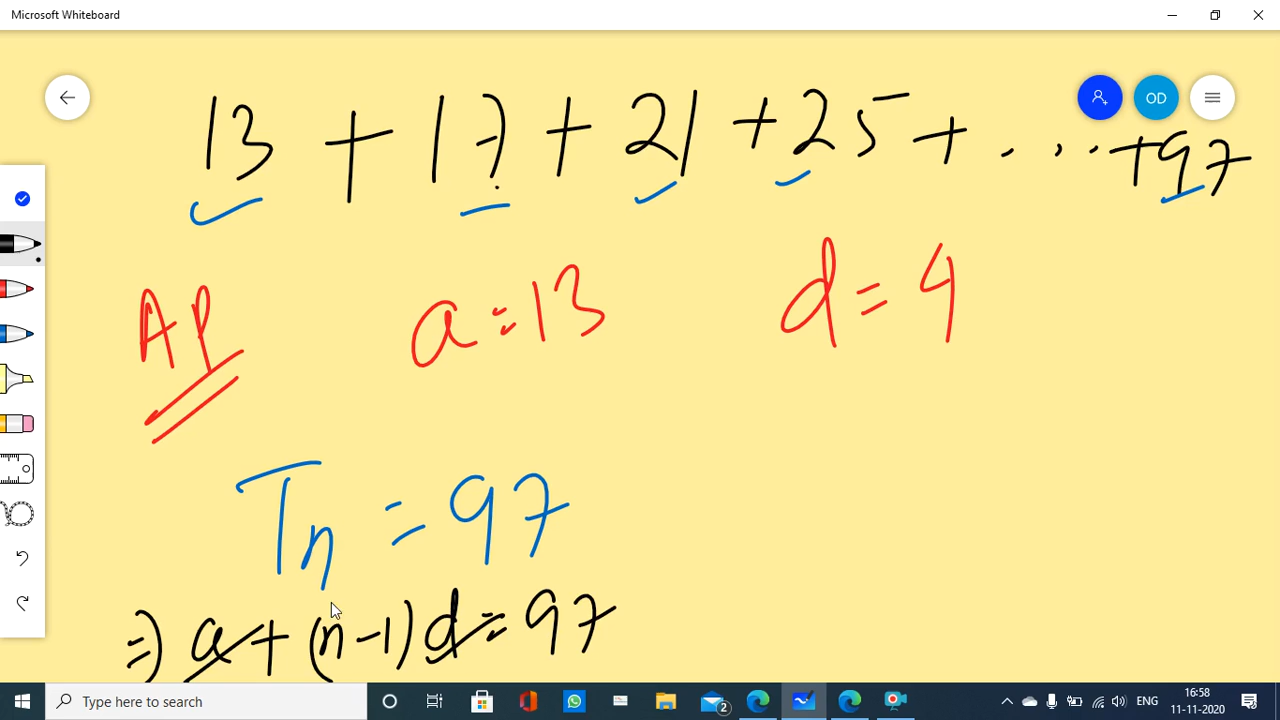 Microsoft Whiteboard
13 + 17 + 21 + 25 + . . . + 97
OD
AP a = 13 d = 4
Tn = 97
=) a + (n-1) d = 97
Type here to search
2
ENG
16:58
11-11-2020